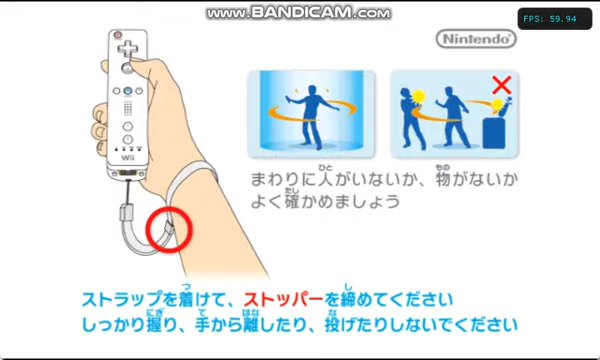 www.BANDICAM.com
FPS: 59.94
Nintendo
Wii
まわりに人がいないか、物がないか
よく確かめましょう
ストラップを着けて、ストッパーを締めてください
しっかり握り、手から離したり、投げたりしないでください